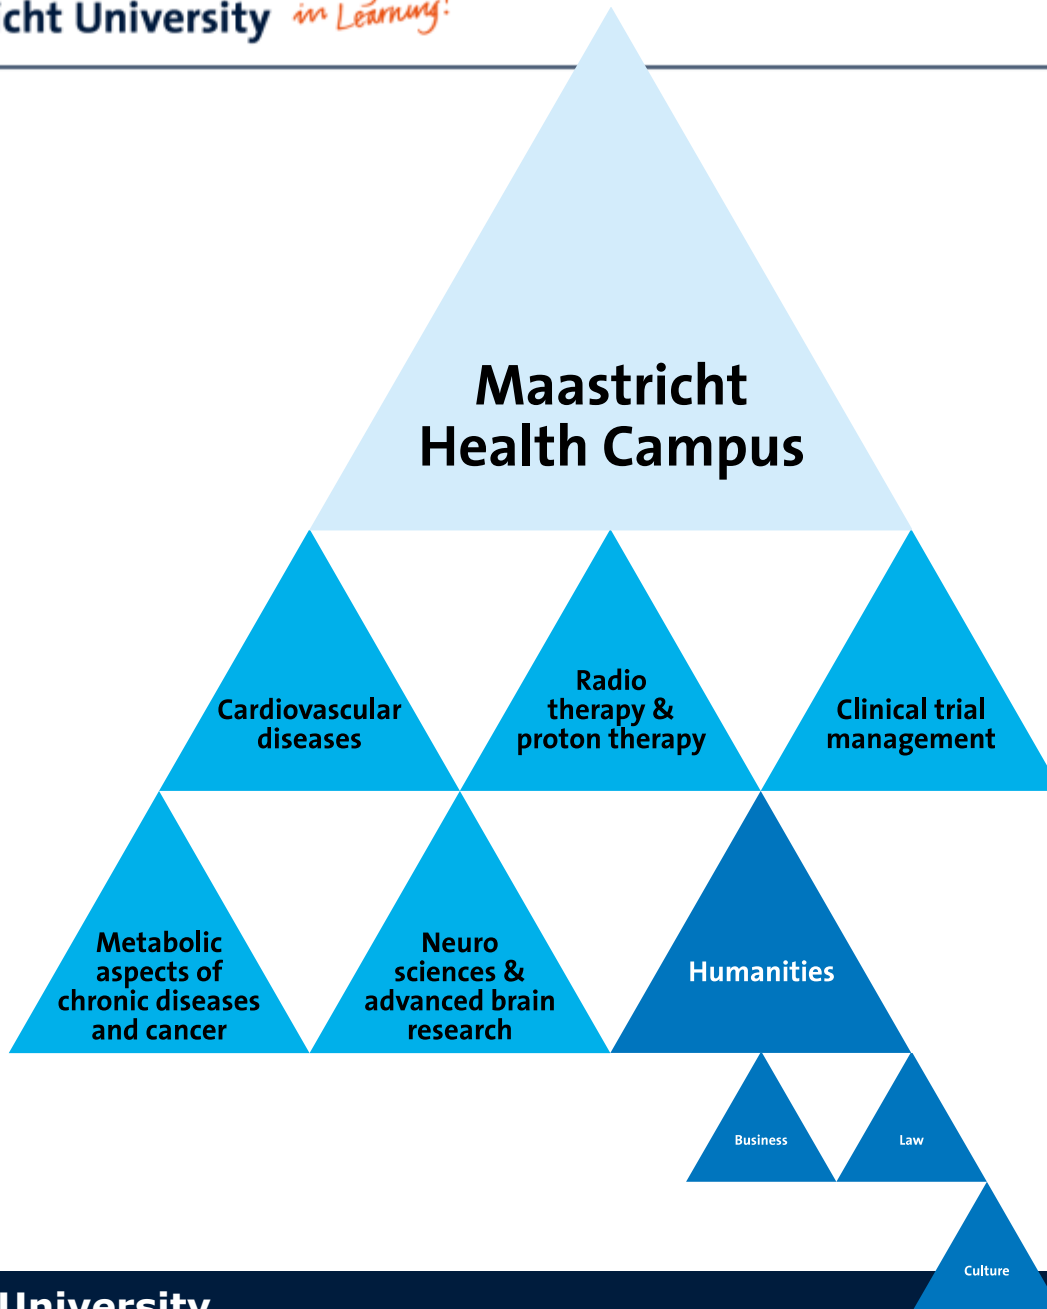 cht University in Learning!
Maastricht
Health Campus
Cardiovascular
diseases
Radio
therapy &
proton therapy
Clinical trial
management
Metabolic
aspects of
chronic diseases
and cancer
Neuro
sciences &
advanced brain
research
Humanities
Business
Law
Culture
University